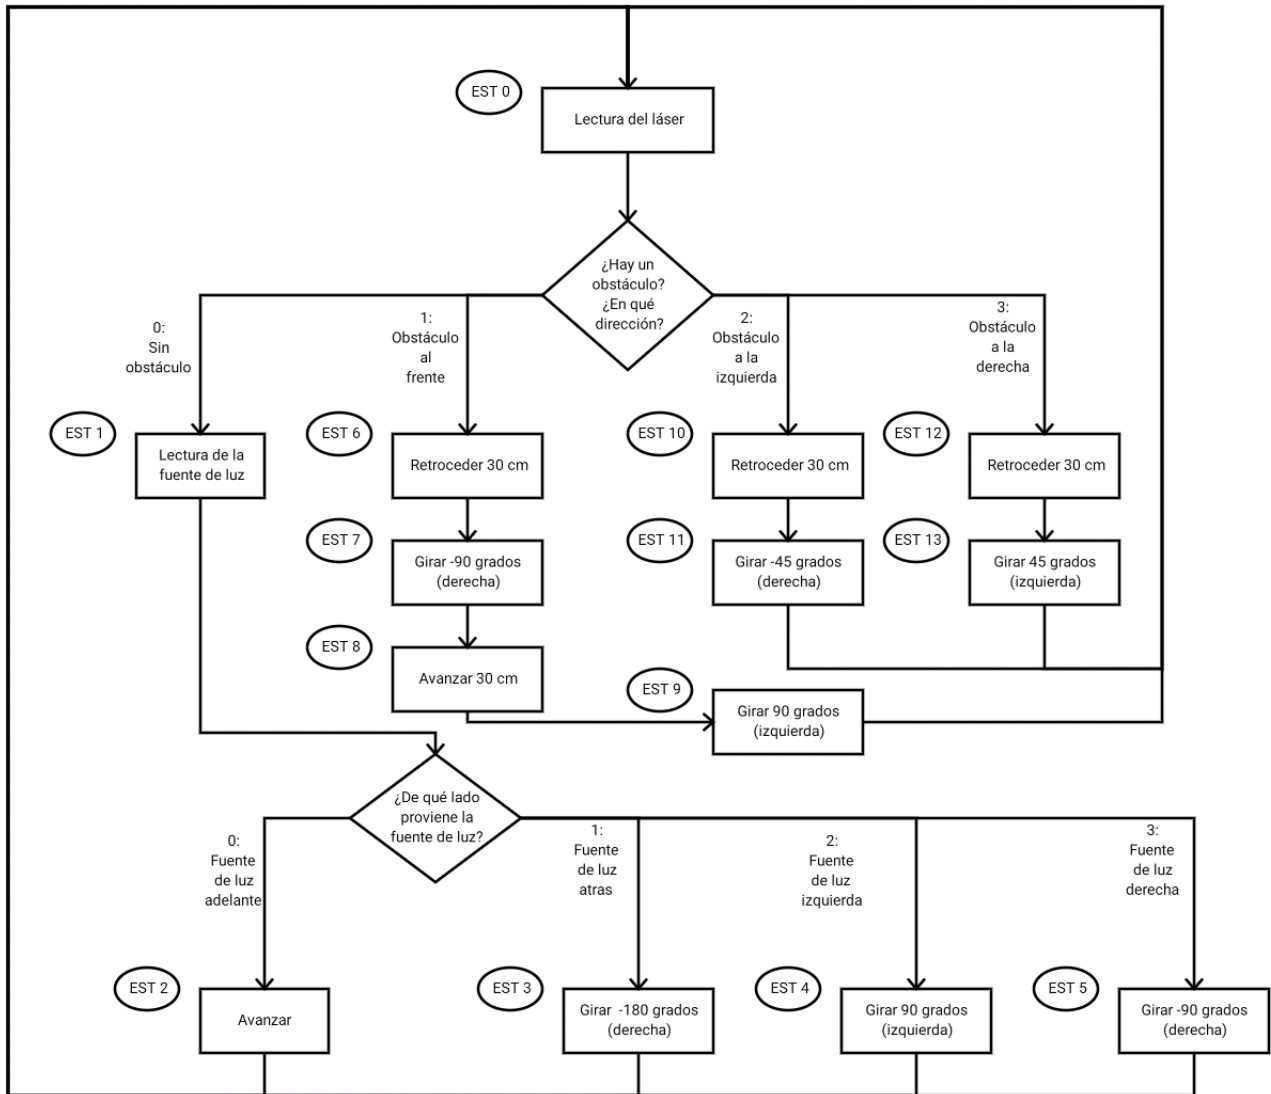 EST 0
Lectura del láser
¿Hay un
obstáculo?
¿En qué
dirección?
0:
Sin
obstáculo
1:
Obstáculo
al
frente
2:
Obstáculo
a la
izquierda
3:
Obstáculo
a la
derecha
EST 1
Lectura de la
fuente de luz
EST 6
Retroceder 30 cm
EST 10
Retroceder 30 cm
EST 12
Retroceder 30 cm
EST 7
Girar -90 grados
(derecha)
EST 11
Girar -45 grados
(derecha)
EST 13
Girar 45 grados
(izquierda)
EST 8
Avanzar 30 cm
EST 9
Girar 90 grados
(izquierda)
¿De qué lado
proviene la
fuente de luz?
0:
Fuente
de luz
adelante
1:
Fuente
de luz
atras
2:
Fuente
de luz
izquierda
3:
Fuente
de luz
derecha
EST 2
Avanzar
EST 3
Girar -180 grados
(derecha)
EST 4
Girar 90 grados
(izquierda)
EST 5
Girar -90 grados
(derecha)